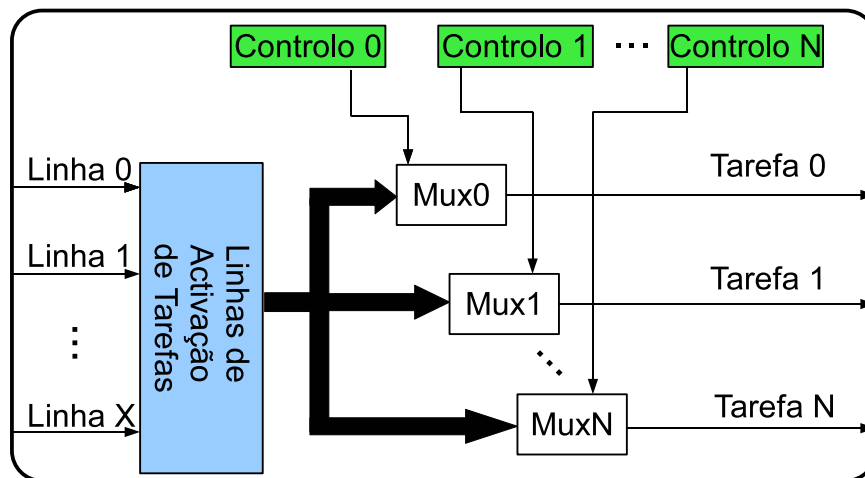 Controlo 0
Controlo 1
...
Controlo N
Linha 0
Linha 1
...
Linha X
Linhas de
Activação
de Tarefas
Mux0
Mux1
...
MuxN
Tarefa 0
Tarefa 1
Tarefa N